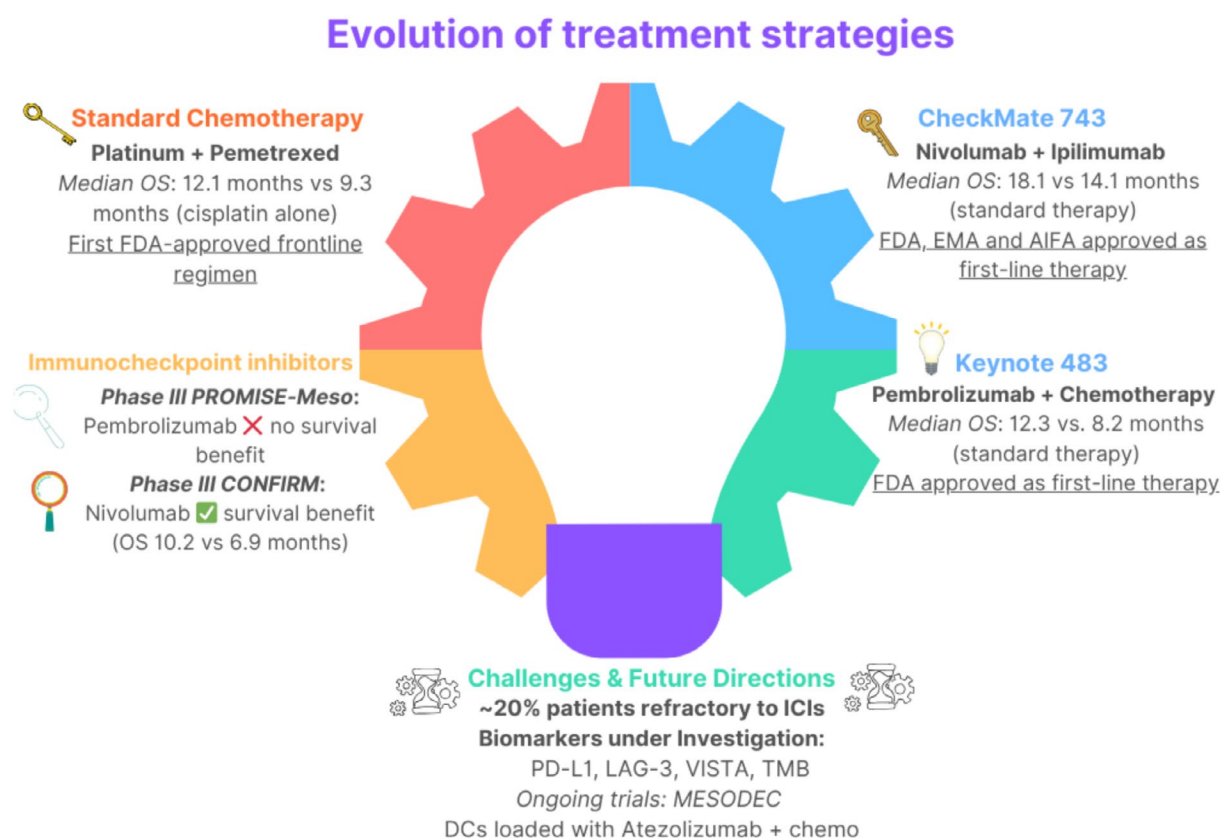 Evolution of treatment strategies
Standard Chemotherapy
Platinum + Pemetrexed
Median OS: 12.1 months vs 9.3
months (cisplatin alone)
First FDA-approved frontline
regimen
Immunocheckpoint inhibitors
Phase III PROMISE-Meso:
Pembrolizumab ❌ no survival
benefit
Phase III CONFIRM:
Nivolumab ✅ survival benefit
(OS 10.2 vs 6.9 months)
CheckMate 743
Nivolumab + Ipilimumab
Median OS: 18.1 vs 14.1 months
(standard therapy)
FDA, EMA and AIFA approved as
first-line therapy
Keynote 483
Pembrolizumab + Chemotherapy
Median OS: 12.3 vs. 8.2 months
(standard therapy)
FDA approved as first-line therapy
Challenges & Future Directions
~20% patients refractory to ICIs
Biomarkers under Investigation:
PD-L1, LAG-3, VISTA, TMB
Ongoing trials: MESODEC
DCs loaded with Atezolizumab + chemo